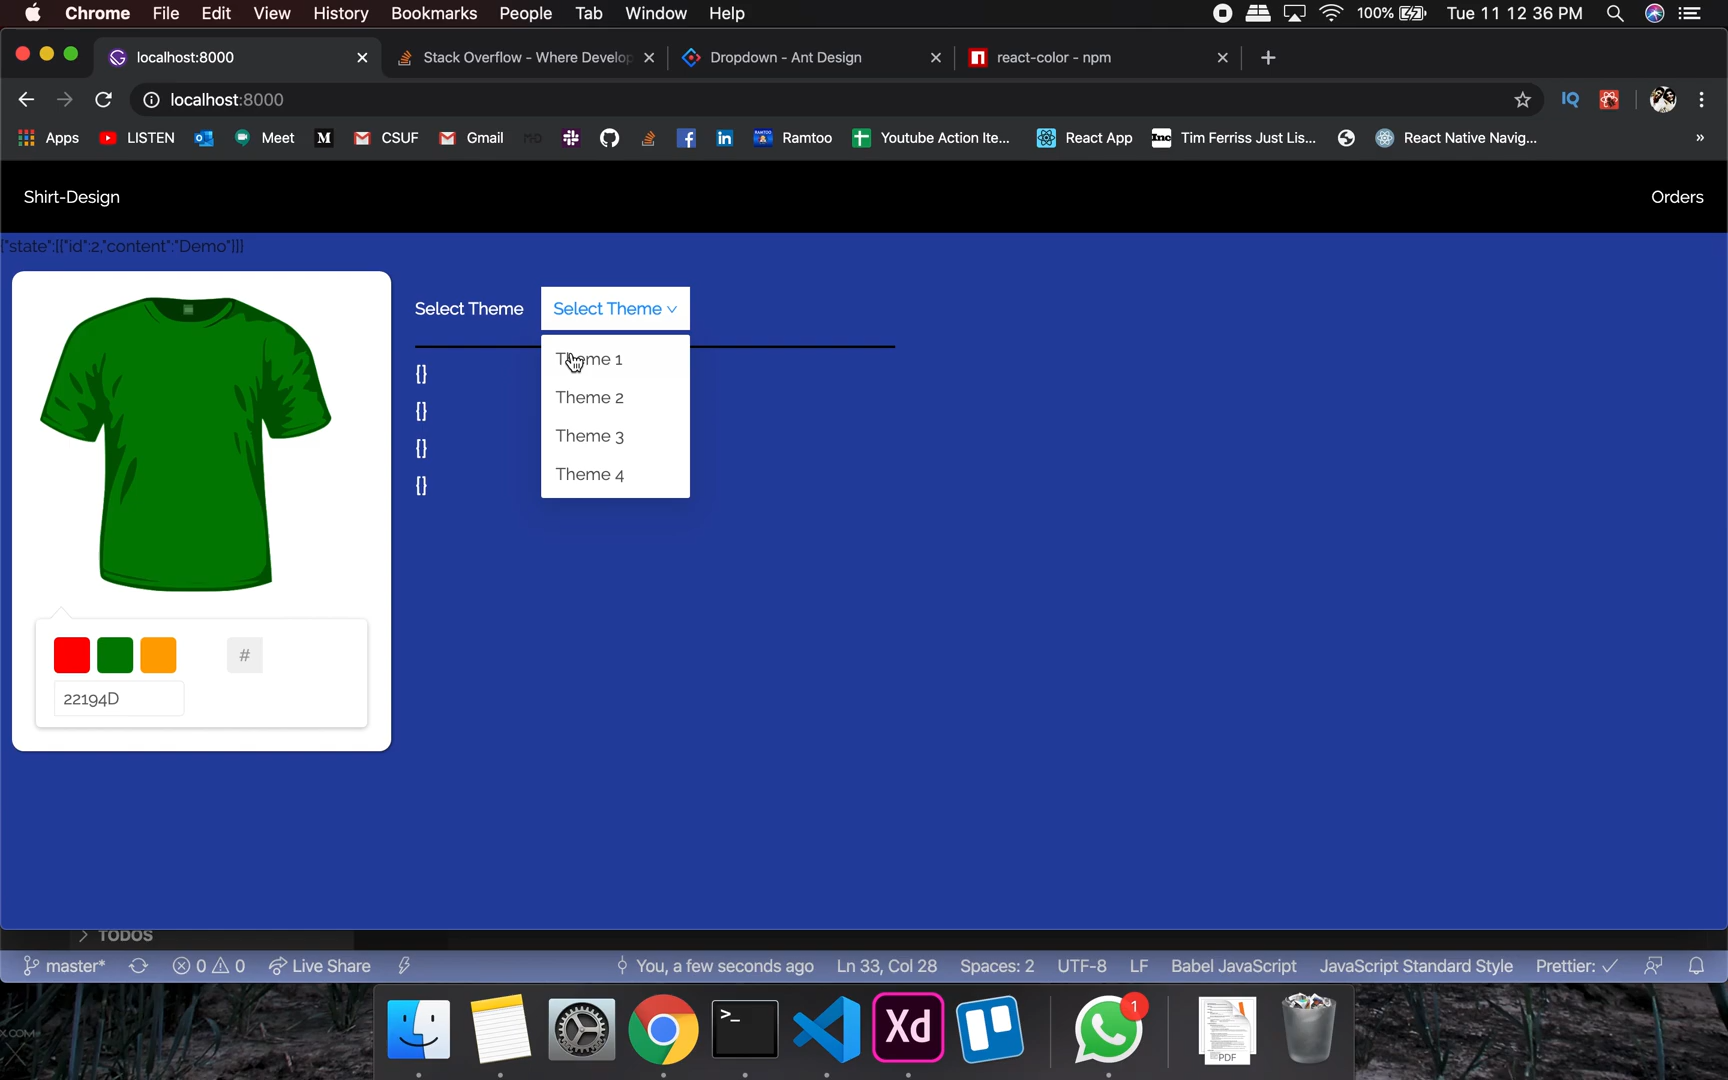 Chrome File Edit View History Bookmarks People Tab Window Help 100% Tue 11 12 36 PM
localhost:8000 Stack Overflow - Where Develop Dropdown - Ant Design react-color - npm
localhost:8000 IQ
Apps LISTEN Meet M CSUF Gmail Ramtoo Youtube Action Ite... React App Inc Tim Ferriss Just Lis... React Native Navig... »
Shirt-Design Orders
{"state":[{"id":2,"content":"Demo"}]}
Select Theme Select Theme
Theme 1
{}
Theme 2
{}
Theme 3
{}
Theme 4
{}
#
22194D
> TODOS
master* 0 0 Live Share You, a few seconds ago Ln 33, Col 28 Spaces: 2 UTF-8 LF Babel JavaScript JavaScript Standard Style Prettier: ✓
>_ Xd 1 PDF